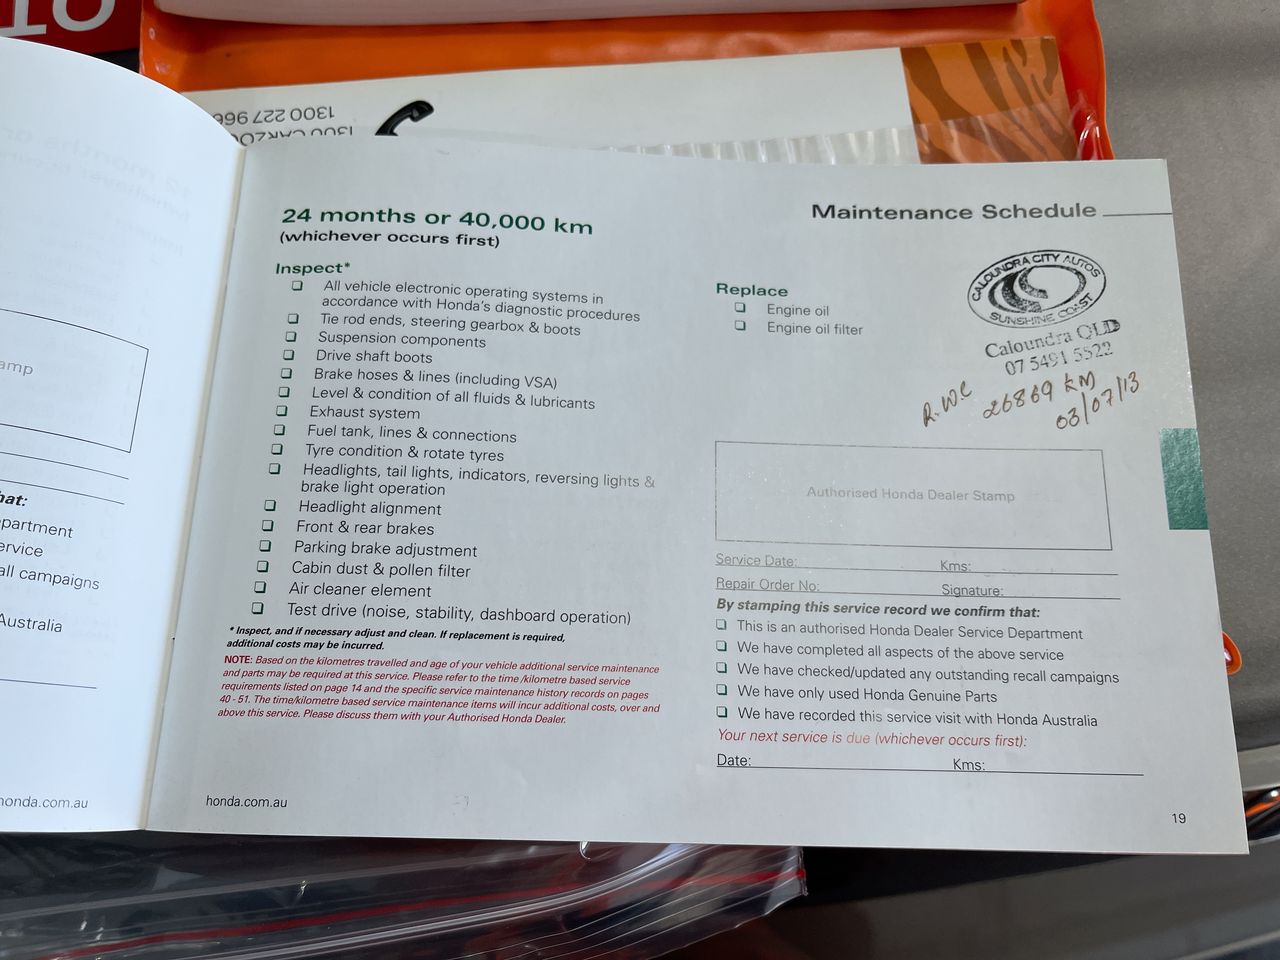 1300 227 966
24 months or 40,000 km
(whichever occurs first)
Inspect*
❏ All vehicle electronic operating systems in
accordance with Honda's diagnostic procedures
❏ Tie rod ends, steering gearbox & boots
❏ Suspension components
❏ Drive shaft boots
❏ Brake hoses & lines (including VSA)
❏ Level & condition of all fluids & lubricants
❏ Exhaust system
❏ Fuel tank, lines & connections
❏ Tyre condition & rotate tyres
❏ Headlights, tail lights, indicators, reversing lights &
brake light operation
❏ Headlight alignment
❏ Front & rear brakes
❏ Parking brake adjustment
❏ Cabin dust & pollen filter
❏ Air cleaner element
❏ Test drive (noise, stability, dashboard operation)
* Inspect, and if necessary adjust and clean. If replacement is required,
additional costs may be incurred.
NOTE: Based on the kilometres travelled and age of your vehicle additional service maintenance
and parts may be required at this service. Please refer to the time /kilometre based service
requirements listed on page 14 and the specific service maintenance history records on pages
40 - 51. The time/kilometre based service maintenance items will incur additional costs, over and
above this service. Please discuss them with your Authorised Honda Dealer.
honda.com.au
Maintenance Schedule
Replace
❏ Engine oil
❏ Engine oil filter
CALOUNDRA CITY AUTOS
SUNSHINE COAST
Caloundra QLD
07 5491 5522
R.W.C 26869 KM
03/07/13
Authorised Honda Dealer Stamp
Service Date: Kms:
Repair Order No: Signature:
By stamping this service record we confirm that:
❏ This is an authorised Honda Dealer Service Department
❏ We have completed all aspects of the above service
❏ We have checked/updated any outstanding recall campaigns
❏ We have only used Honda Genuine Parts
❏ We have recorded this service visit with Honda Australia
Your next service is due (whichever occurs first):
Date: Kms:
19